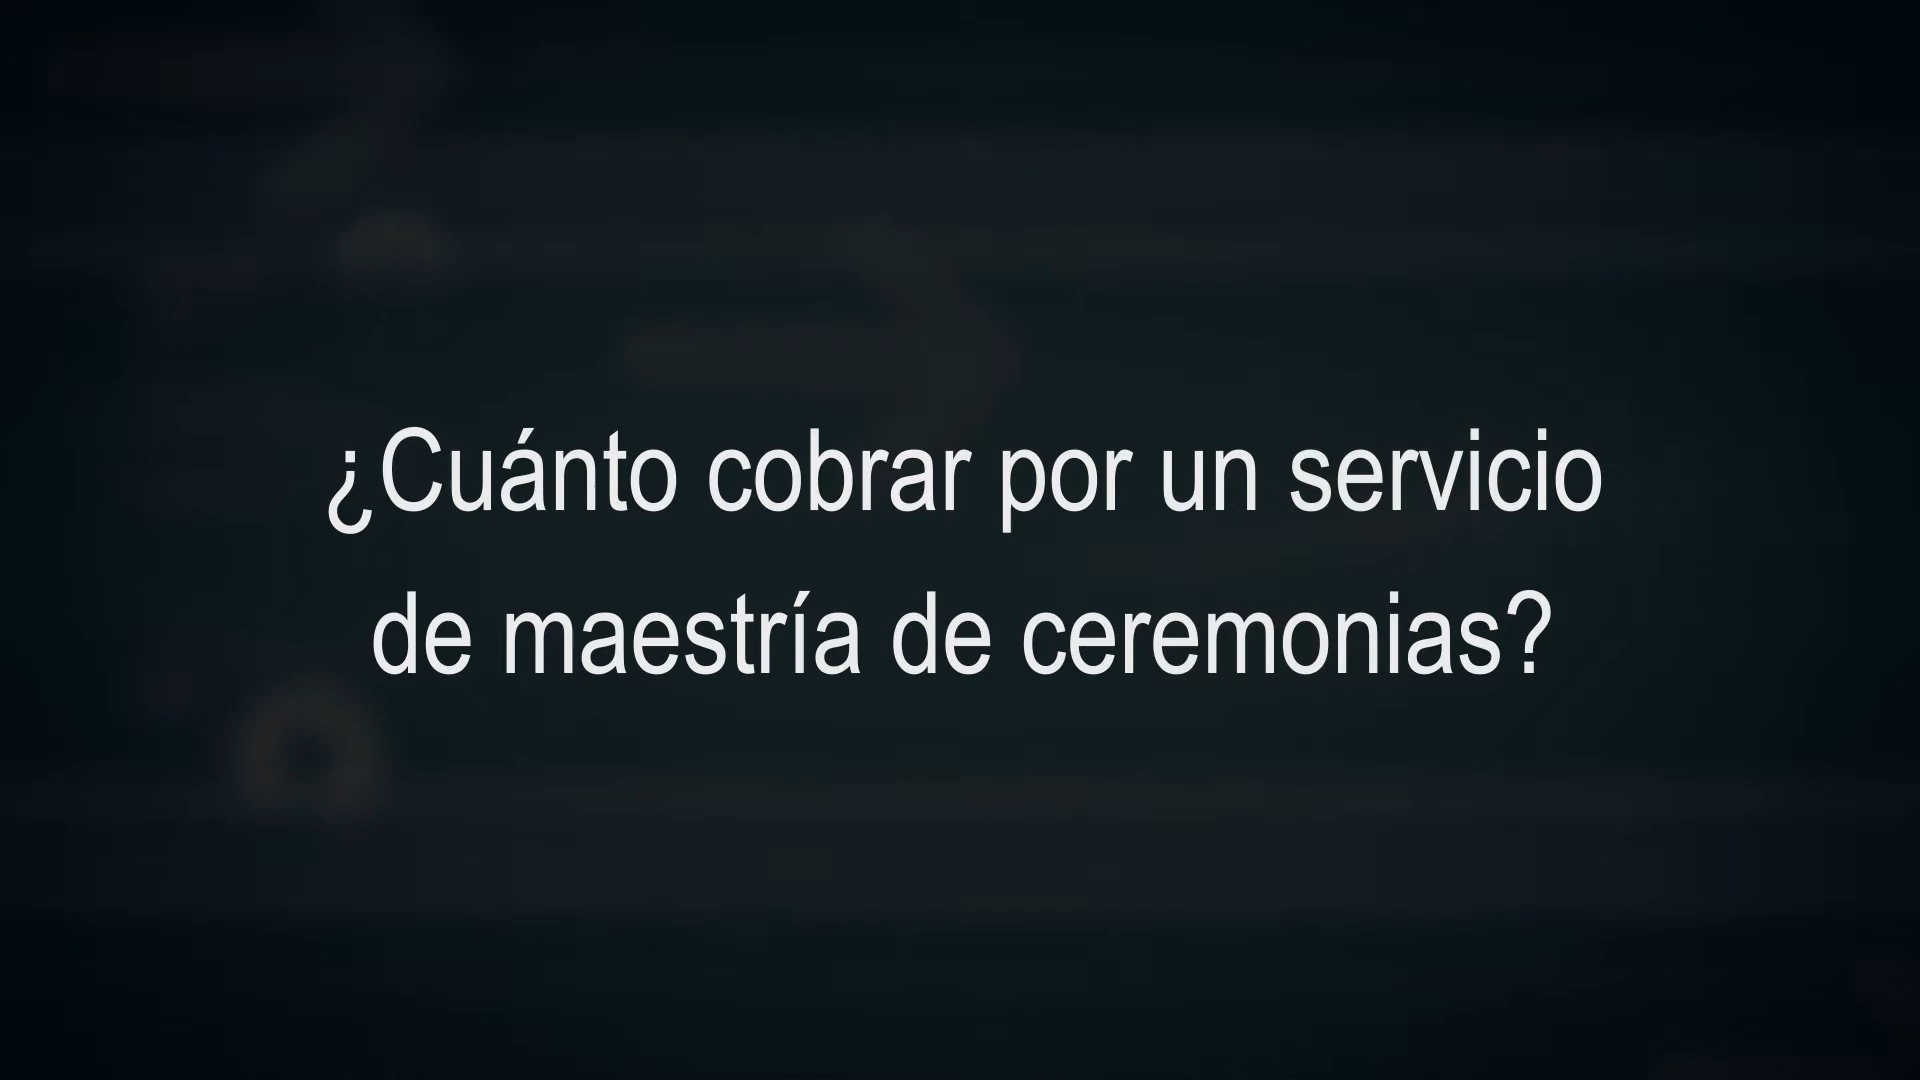 ¿Cuánto cobrar por un servicio
de maestría de ceremonias?